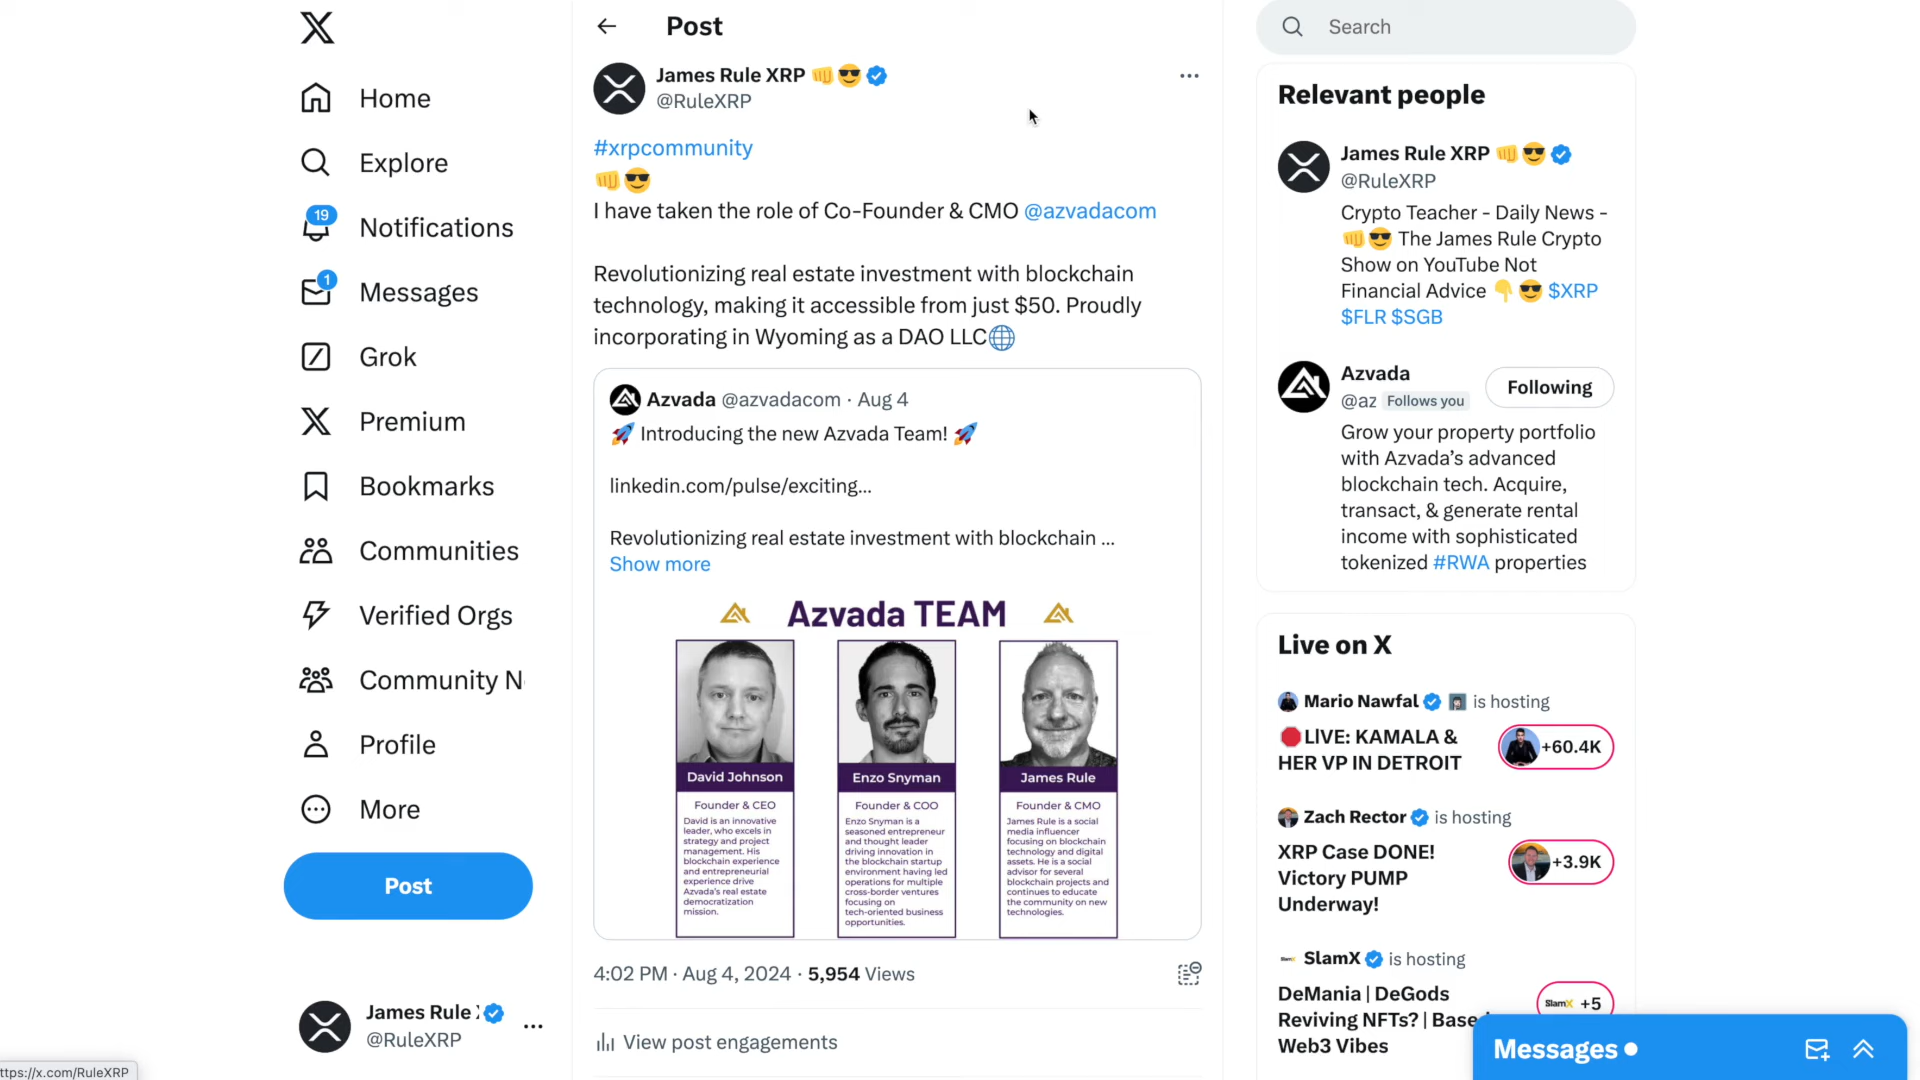 Home
Explore
19
Notifications
1
Messages
Grok
Premium
Bookmarks
Communities
Verified Orgs
Community N
Profile
More
Post
James Rule
@RuleXRP
ttps://x.com/RuleXRP
Post
James Rule XRP 👊😎
@RuleXRP
#xrpcommunity
👊😎
I have taken the role of Co-Founder & CMO @azvadacom
Revolutionizing real estate investment with blockchain
technology, making it accessible from just $50. Proudly
incorporating in Wyoming as a DAO LLC🌐
Azvada @azvadacom · Aug 4
🚀 Introducing the new Azvada Team! 🚀
linkedin.com/pulse/exciting...
Revolutionizing real estate investment with blockchain ...
Show more
Azvada TEAM
David Johnson
Founder & CEO
David is an innovative
leader, who excels in
strategy and project
management. His
blockchain experience
and entrepreneurial
experience drive
Azvada's real estate
democratization
mission.
Enzo Snyman
Founder & COO
Enzo Snyman is a
seasoned entrepreneur
and thought leader
driving innovation in
the blockchain startup
environment having led
operations for multiple
cross-border ventures
focusing on
tech-oriented business
opportunities.
James Rule
Founder & CMO
James Rule is a social
media influencer
focusing on blockchain
technology and digital
assets. He is a social
advisor for several
blockchain projects and
continues to educate
the community on new
technologies.
4:02 PM · Aug 4, 2024 · 5,954 Views
View post engagements
Search
Relevant people
James Rule XRP 👊😎
@RuleXRP
Crypto Teacher - Daily News -
👊😎 The James Rule Crypto
Show on YouTube Not
Financial Advice 👇😎 $XRP
$FLR $SGB
Azvada
@az Follows you
Following
Grow your property portfolio
with Azvada's advanced
blockchain tech. Acquire,
transact, & generate rental
income with sophisticated
tokenized #RWA properties
Live on X
Mario Nawfal is hosting
🛑LIVE: KAMALA &
HER VP IN DETROIT
+60.4K
Zach Rector is hosting
XRP Case DONE!
Victory PUMP
Underway!
+3.9K
SlamX is hosting
DeMania | DeGods
Reviving NFTs? | Base
Web3 Vibes
SlamX +5
Messages